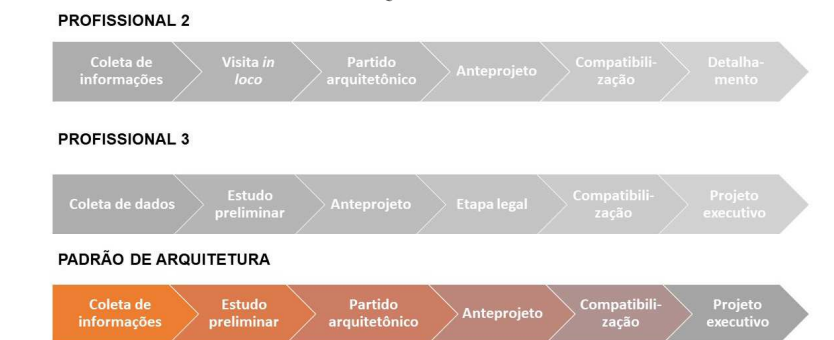 PROFISSIONAL 2
Coleta de informações
Visita in loco
Partido arquitetônico
Anteprojeto
Compatibili-zação
Detalha-mento
PROFISSIONAL 3
Coleta de dados
Estudo preliminar
Anteprojeto
Etapa legal
Compatibili-zação
Projeto executivo
PADRÃO DE ARQUITETURA
Coleta de informações
Estudo preliminar
Partido arquitetônico
Anteprojeto
Compatibili-zação
Projeto executivo